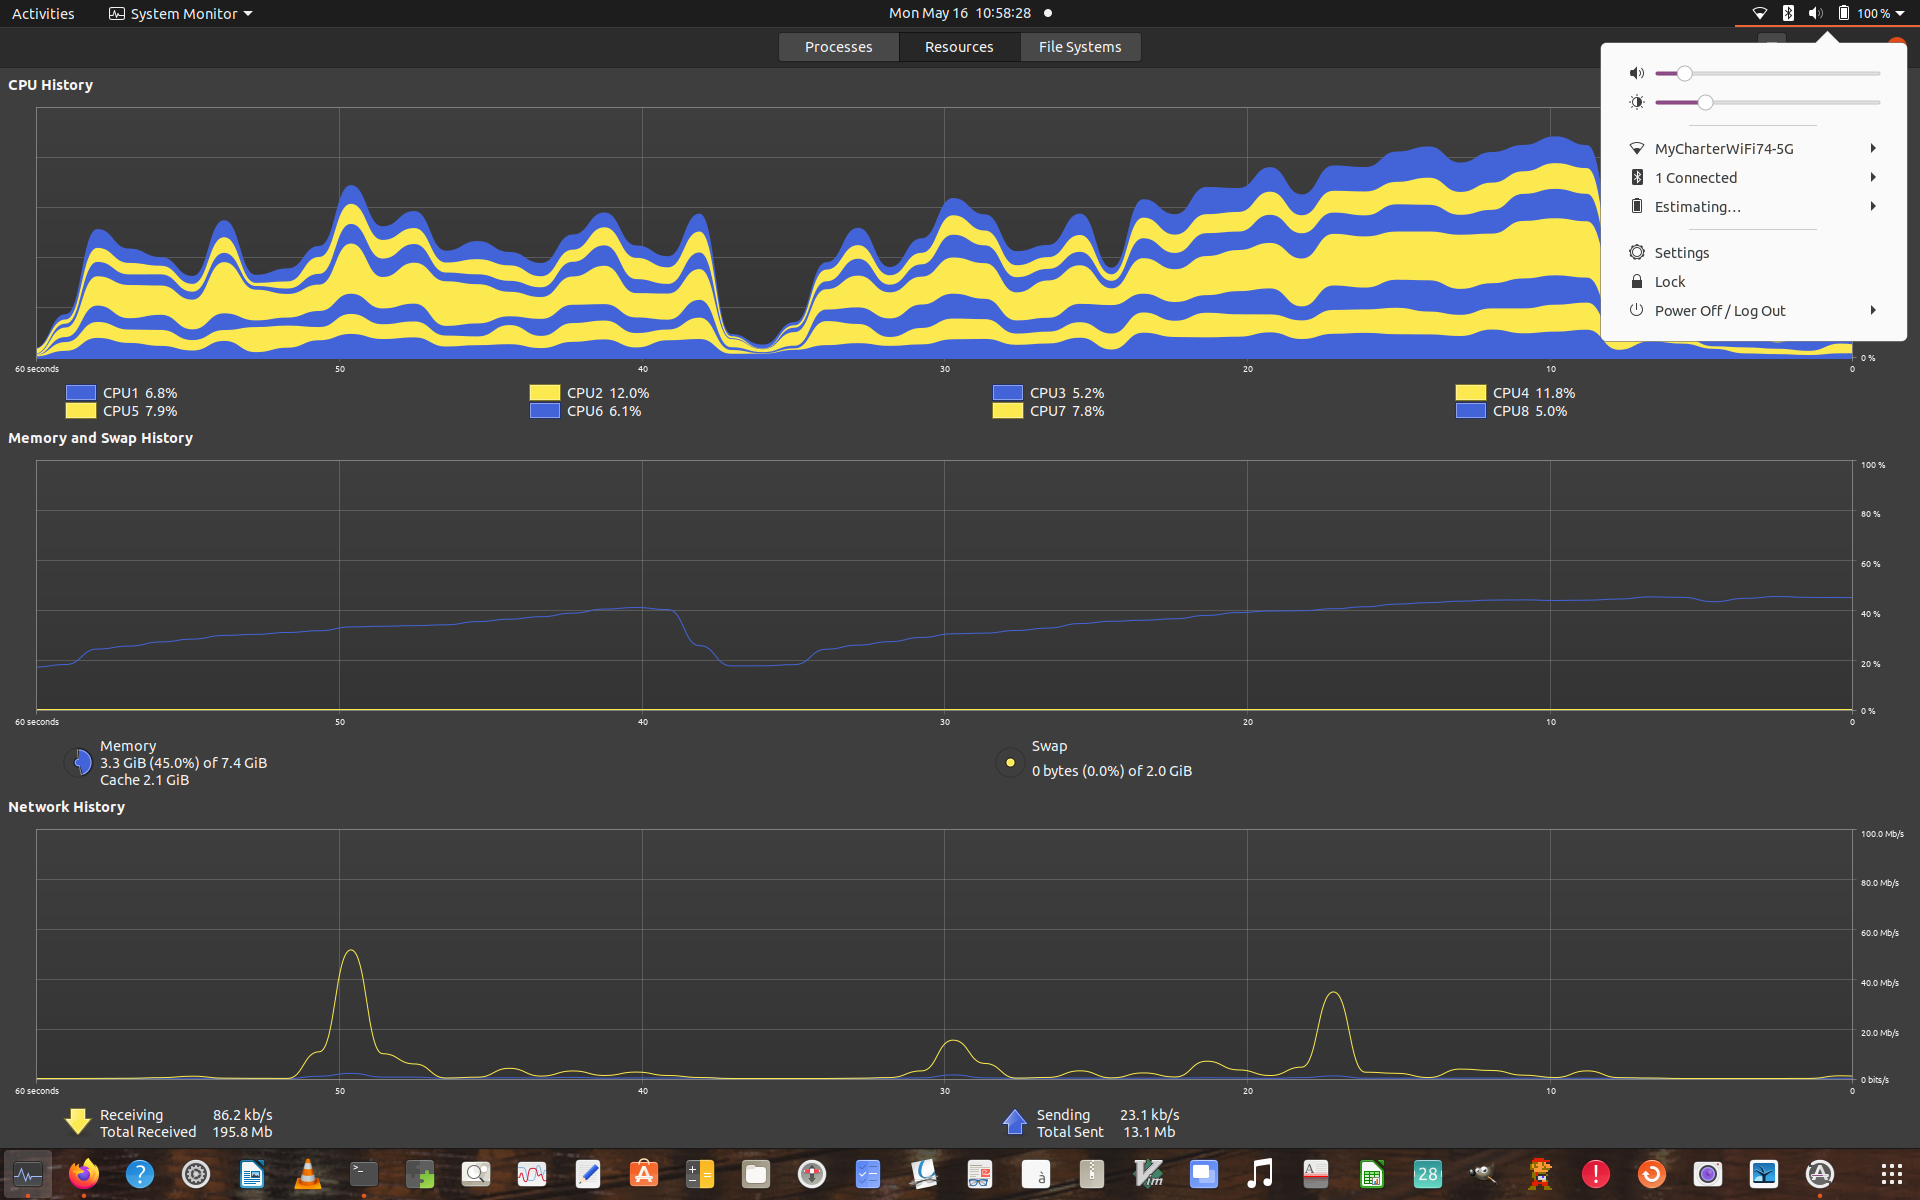 Activities
System Monitor
Mon May 16 10:58:28
100 %
Processes
Resources
File Systems
MyCharterWiFi74-5G
1 Connected
Estimating…
Settings
Lock
Power Off / Log Out
CPU History
0 %
60 seconds 50 40 30 20 10 0
CPU1 6.8% CPU2 12.0% CPU3 5.2% CPU4 11.8%
CPU5 7.9% CPU6 6.1% CPU7 7.8% CPU8 5.0%
Memory and Swap History
100 %
80 %
60 %
40 %
20 %
0 %
60 seconds 50 40 30 20 10 0
Memory
3.3 GiB (45.0%) of 7.4 GiB
Cache 2.1 GiB
Swap
0 bytes (0.0%) of 2.0 GiB
Network History
100.0 Mb/s
80.0 Mb/s
60.0 Mb/s
40.0 Mb/s
20.0 Mb/s
0 bits/s
60 seconds 50 40 30 20 10 0
Receiving 86.2 kb/s
Total Received 195.8 Mb
Sending 23.1 kb/s
Total Sent 13.1 Mb
?
>_
A
à
Vim
A
28
!